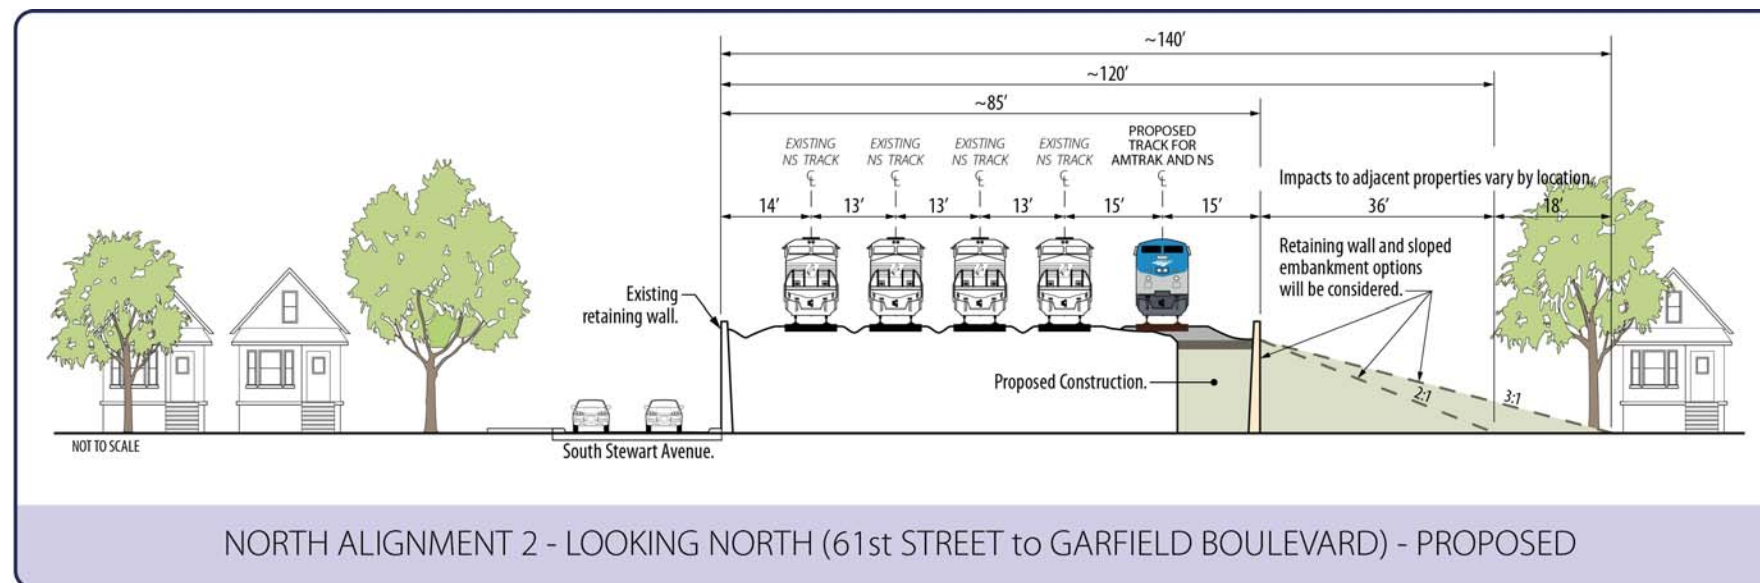 ~140’
~120’
~85’
EXISTING
NS TRACK
℄
EXISTING
NS TRACK
℄
EXISTING
NS TRACK
℄
EXISTING
NS TRACK
℄
PROPOSED
TRACK FOR
AMTRAK AND NS
℄
Impacts to adjacent properties vary by location.
14’ 13’ 13’ 13’ 15’ 15’ 36’ 18’
Existing
retaining wall.
Retaining wall and sloped
embankment options
will be considered.
Proposed Construction.
2:1
3:1
NOT TO SCALE
South Stewart Avenue.
NORTH ALIGNMENT 2 - LOOKING NORTH (61st STREET to GARFIELD BOULEVARD) - PROPOSED